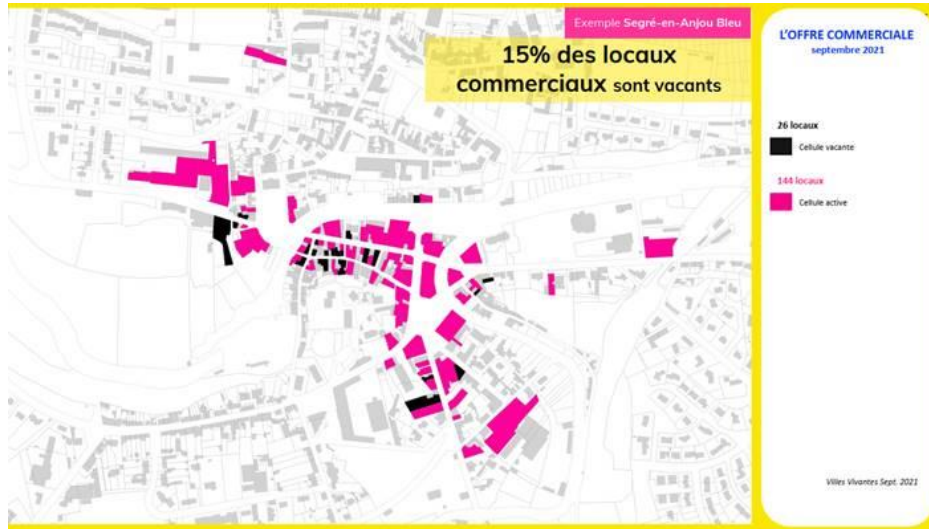 Exemple Segré-en-Anjou Bleu
15% des locaux
commerciaux sont vacants
L'OFFRE COMMERCIALE
septembre 2021
26 locaux
Cellule vacante
144 locaux
Cellule active
Villes Vivantes Sept. 2021